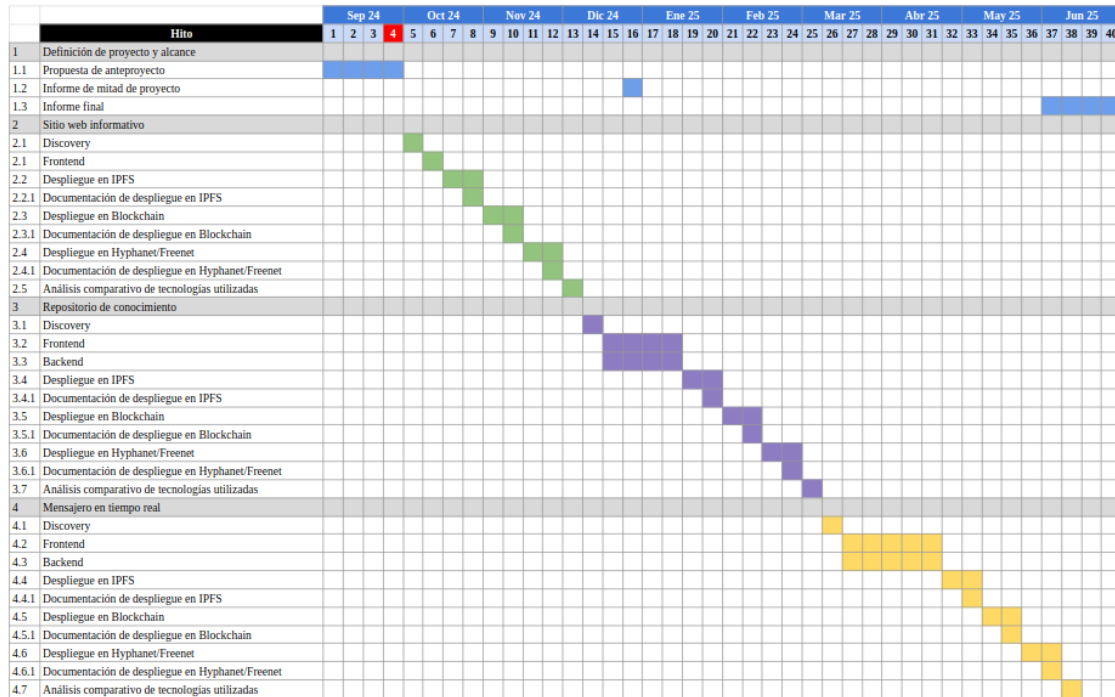 Sep 24 Oct 24 Nov 24 Dic 24 Ene 25 Feb 25 Mar 25 Abr 25 May 25 Jun 25
Hito 1 2 3 4 5 6 7 8 9 10 11 12 13 14 15 16 17 18 19 20 21 22 23 24 25 26 27 28 29 30 31 32 33 34 35 36 37 38 39 40
1 Definición de proyecto y alcance
1.1 Propuesta de anteproyecto
1.2 Informe de mitad de proyecto
1.3 Informe final
2 Sitio web informativo
2.1 Discovery
2.1 Frontend
2.2 Despliegue en IPFS
2.2.1 Documentación de despliegue en IPFS
2.3 Despliegue en Blockchain
2.3.1 Documentación de despliegue en Blockchain
2.4 Despliegue en Hyphanet/Freenet
2.4.1 Documentación de despliegue en Hyphanet/Freenet
2.5 Análisis comparativo de tecnologías utilizadas
3 Repositorio de conocimiento
3.1 Discovery
3.2 Frontend
3.3 Backend
3.4 Despliegue en IPFS
3.4.1 Documentación de despliegue en IPFS
3.5 Despliegue en Blockchain
3.5.1 Documentación de despliegue en Blockchain
3.6 Despliegue en Hyphanet/Freenet
3.6.1 Documentación de despliegue en Hyphanet/Freenet
3.7 Análisis comparativo de tecnologías utilizadas
4 Mensajero en tiempo real
4.1 Discovery
4.2 Frontend
4.3 Backend
4.4 Despliegue en IPFS
4.4.1 Documentación de despliegue en IPFS
4.5 Despliegue en Blockchain
4.5.1 Documentación de despliegue en Blockchain
4.6 Despliegue en Hyphanet/Freenet
4.6.1 Documentación de despliegue en Hyphanet/Freenet
4.7 Análisis comparativo de tecnologías utilizadas